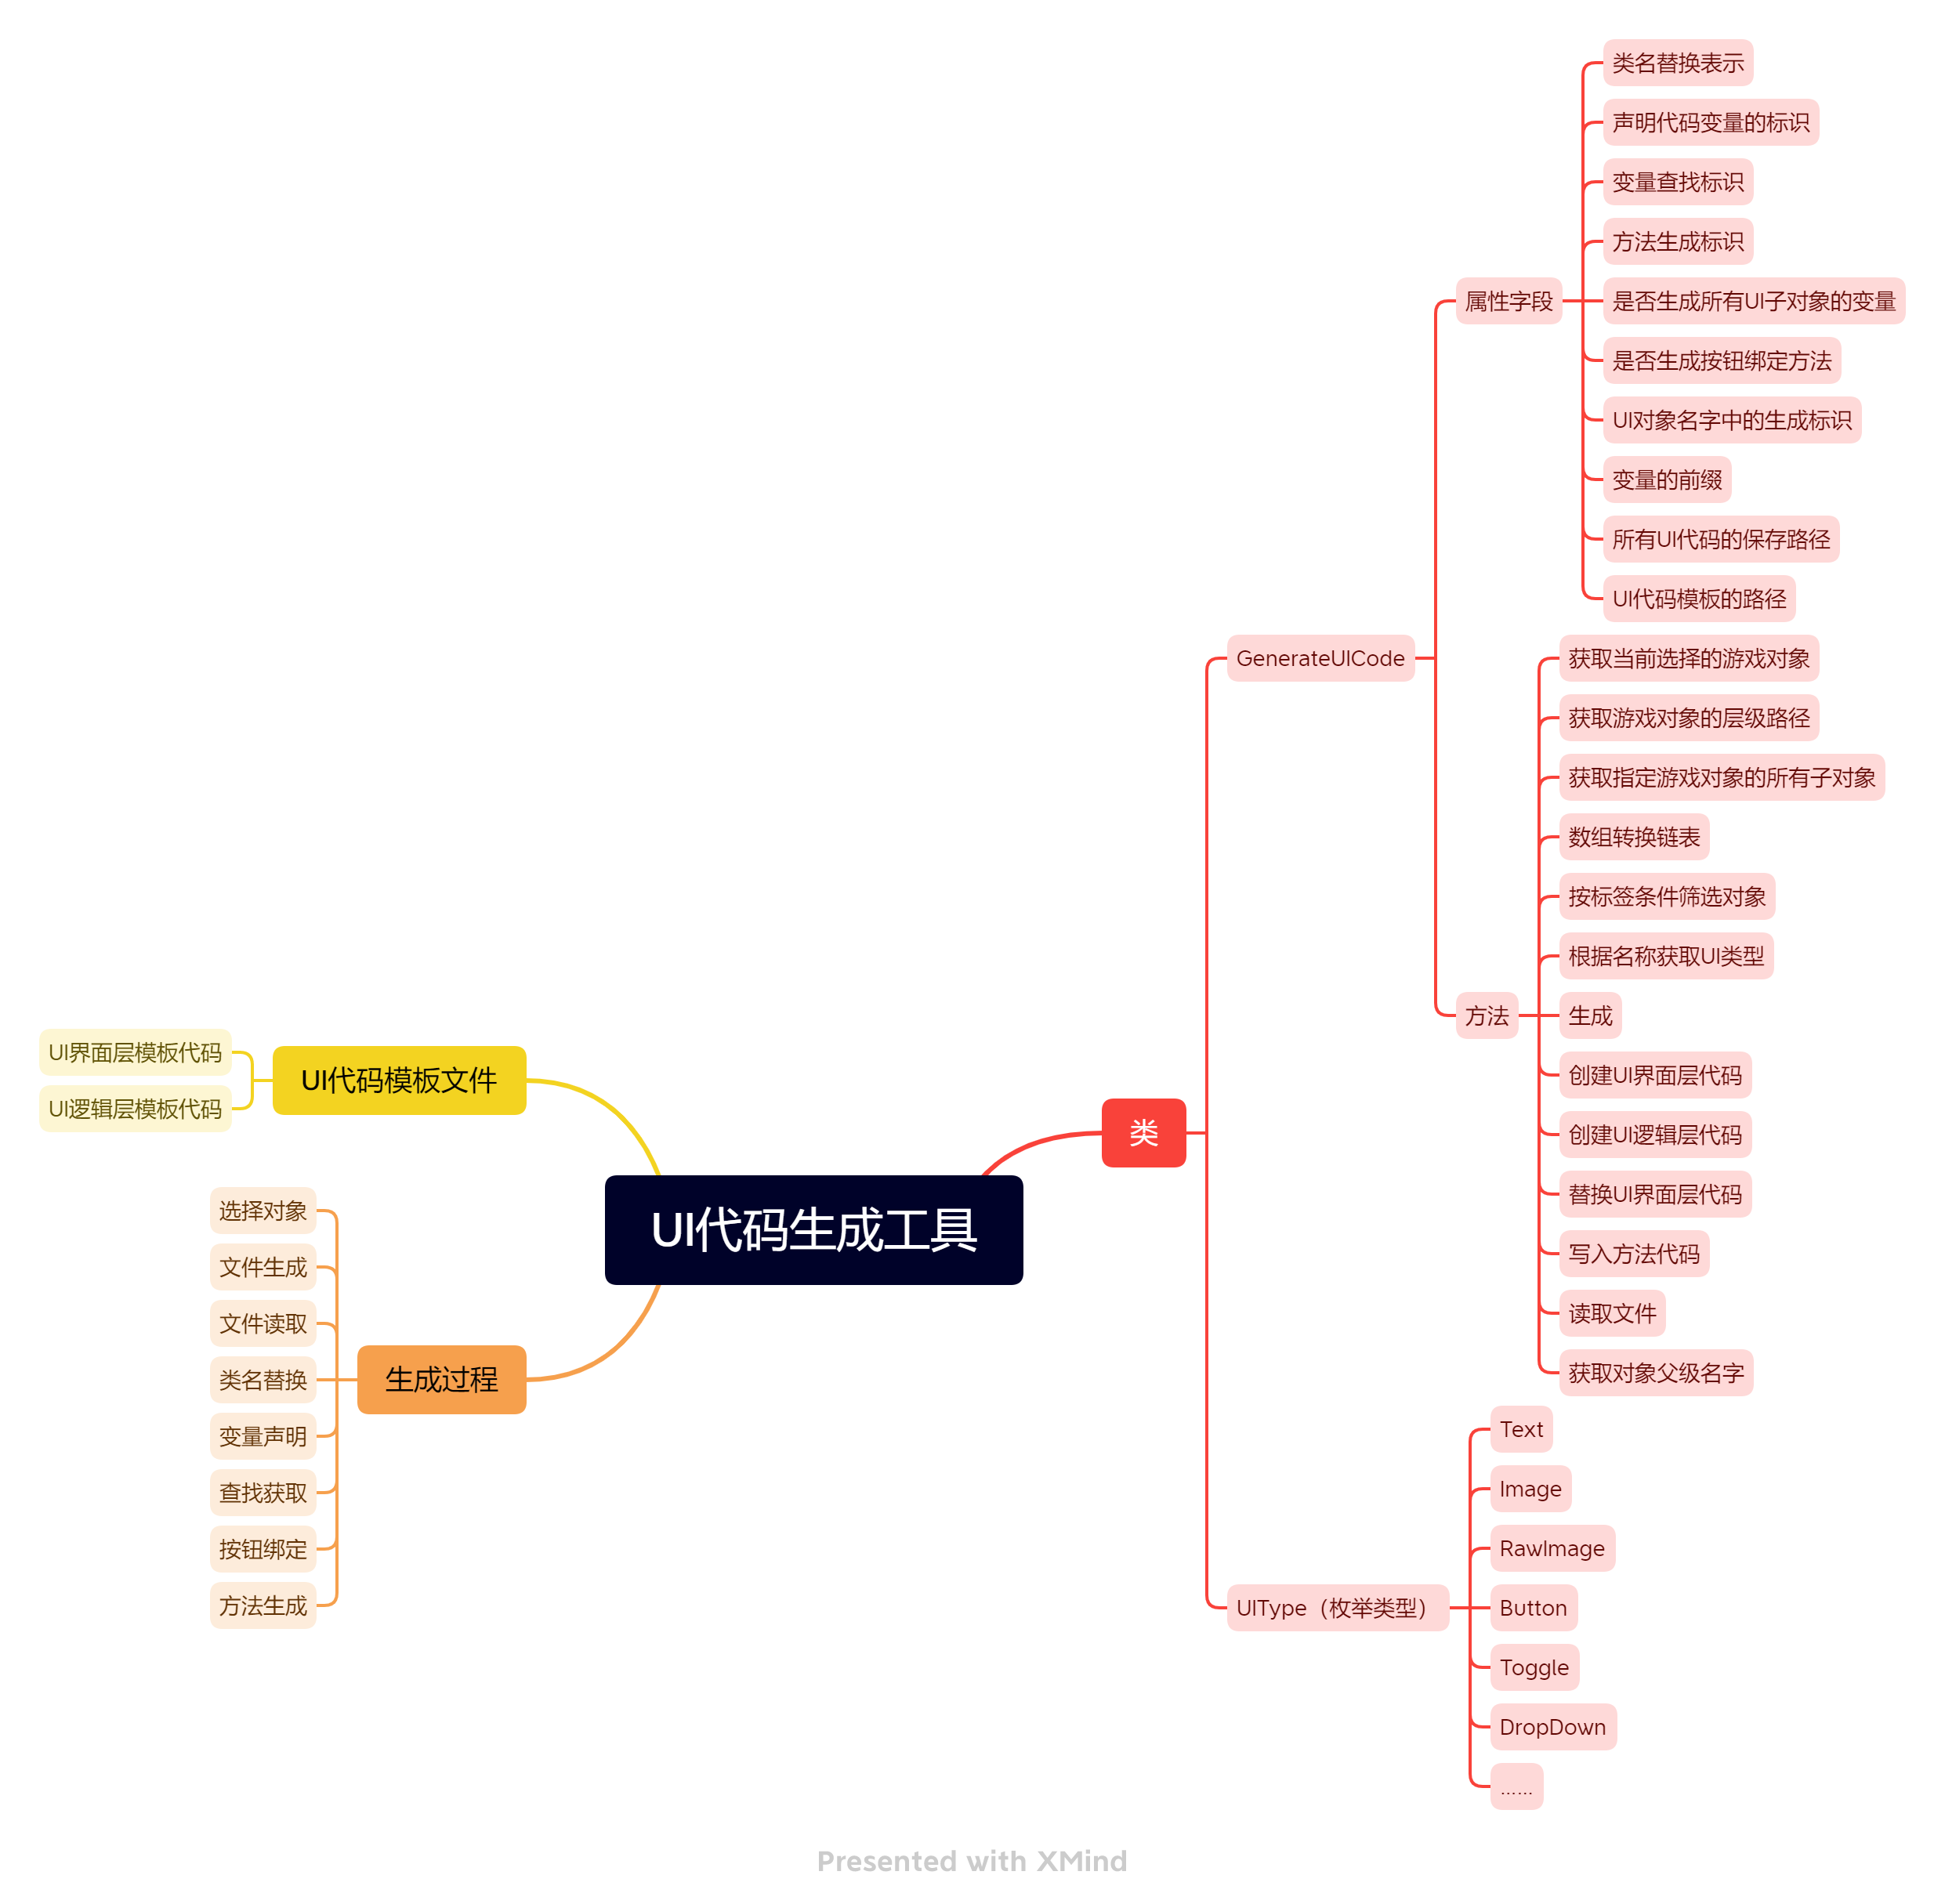 UI代码生成工具
类
GenerateUICode
属性字段
类名替换表示
声明代码变量的标识
变量查找标识
方法生成标识
是否生成所有UI子对象的变量
是否生成按钮绑定方法
UI对象名字中的生成标识
变量的前缀
所有UI代码的保存路径
UI代码模板的路径
方法
获取当前选择的游戏对象
获取游戏对象的层级路径
获取指定游戏对象的所有子对象
数组转换链表
按标签条件筛选对象
根据名称获取UI类型
生成
创建UI界面层代码
创建UI逻辑层代码
替换UI界面层代码
写入方法代码
读取文件
获取对象父级名字
UIType（枚举类型）
Text
Image
RawImage
Button
Toggle
DropDown
......
UI代码模板文件
UI界面层模板代码
UI逻辑层模板代码
生成过程
选择对象
文件生成
文件读取
类名替换
变量声明
查找获取
按钮绑定
方法生成
Presented with XMind